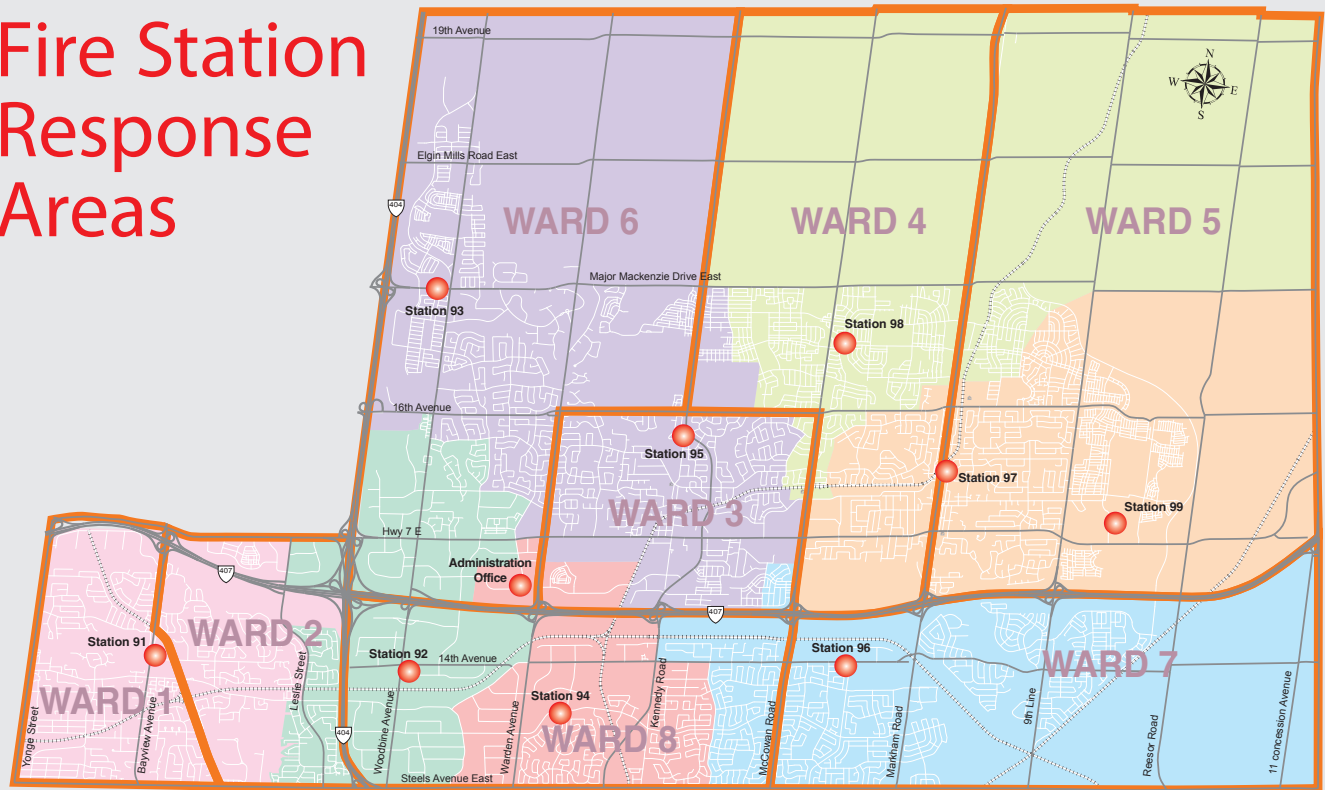 Fire Station
Response
Areas
19th Avenue
N
W
E
S
Elgin Mills Road East
404
WARD 6
WARD 4
WARD 5
Major Mackenzie Drive East
Station 93
Station 98
16th Avenue
Station 95
Station 97
WARD 3
Station 99
Hwy 7 E
Administration
Office
407
407
WARD 2
Station 91
Station 92
14th Avenue
Station 96
WARD 7
Leslie Street
WARD 1
Station 94
Kennedy Road
WARD 8
Yonge Street
Bayview Avenue
404
Woodbine Avenue
Warden Avenue
McCowan Road
Markham Road
9th Line
Reesor Road
11 concession Avenue
Steels Avenue East